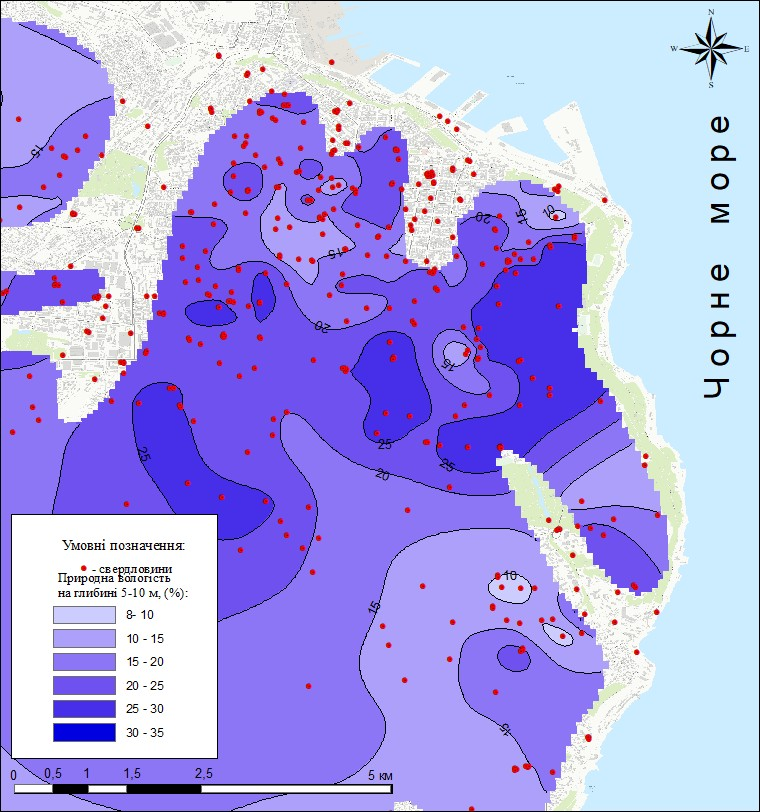 N
W E
S
Чорне море
15
15
20
15
10
20
15
25
25
25
20
10
15
15
Умовні позначення:
- свердловини
Природна вологість
на глибині 5-10 м, (%):
8- 10
10 - 15
15 - 20
20 - 25
25 - 30
30 - 35
0 0,5 1 1,5 2,5 5 км